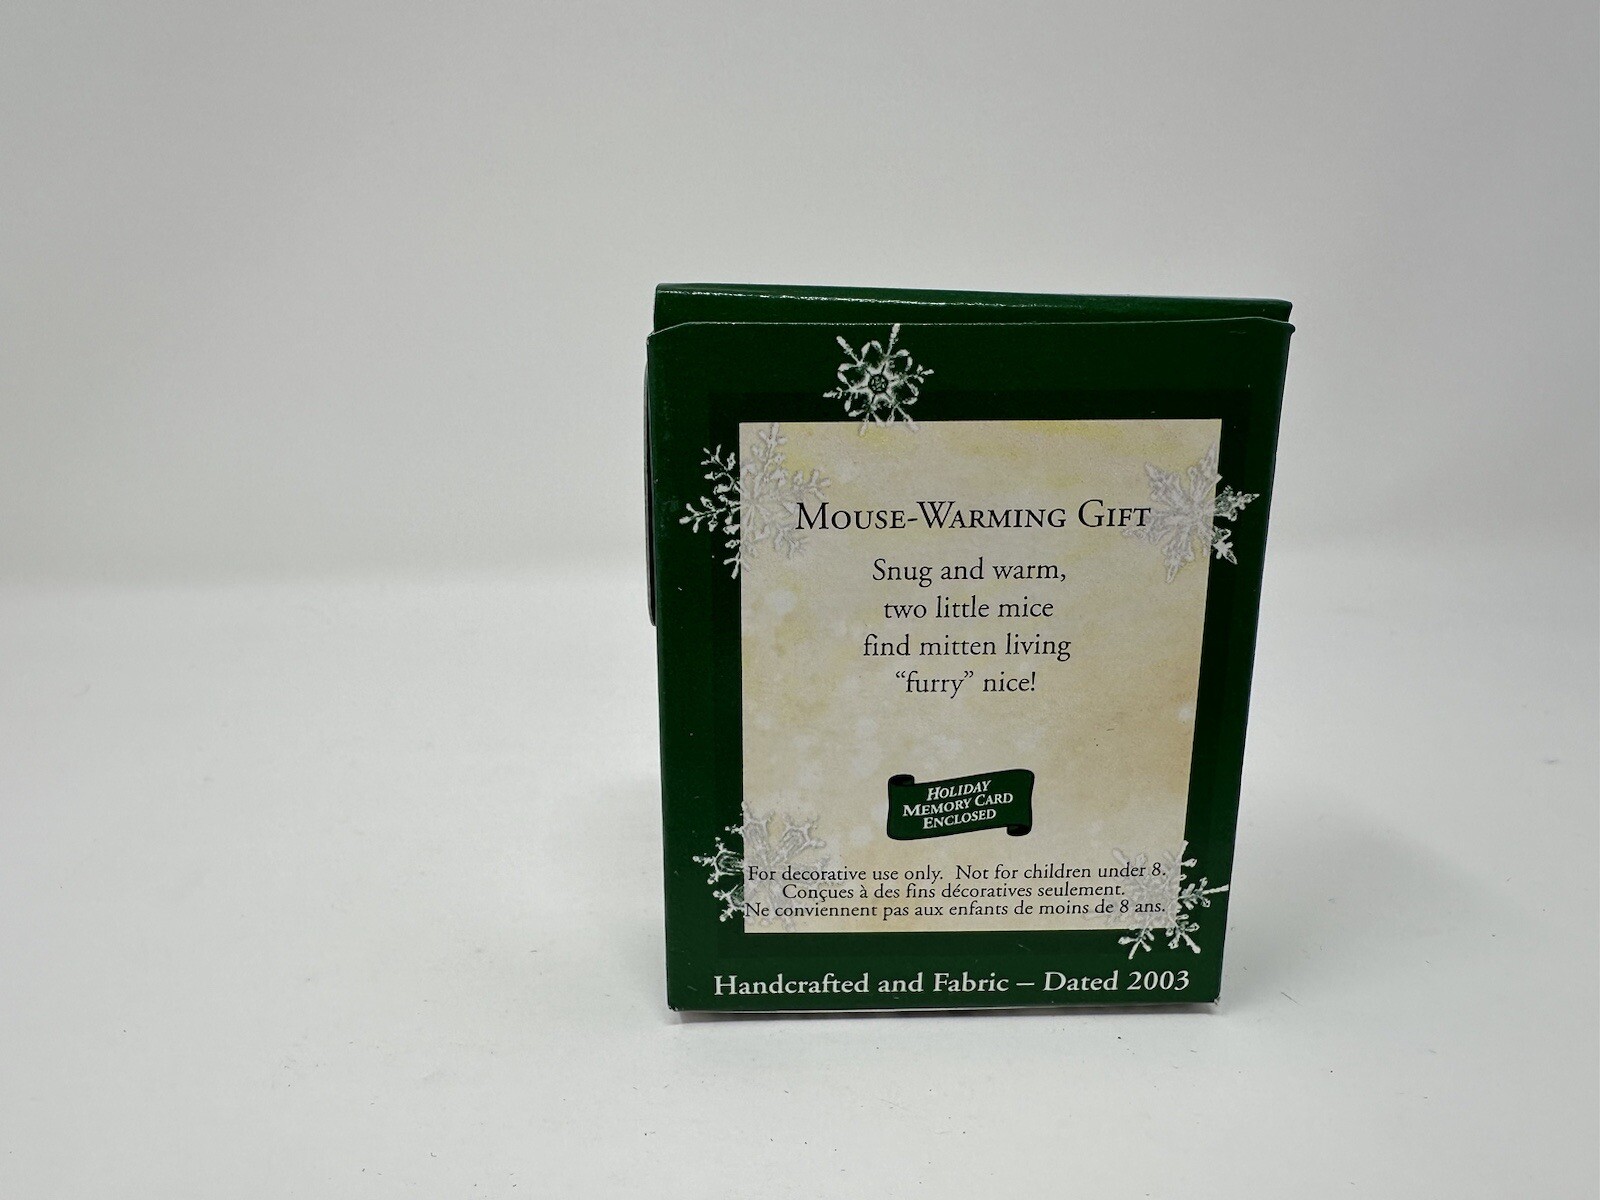 Mouse-Warming Gift
Snug and warm,
two little mice
find mitten living
“furry” nice!
Holiday
Memory Card
Enclosed
For decorative use only. Not for children under 8.
Conçues à des fins décoratives seulement.
Ne conviennent pas aux enfants de moins de 8 ans.
Handcrafted and Fabric – Dated 2003